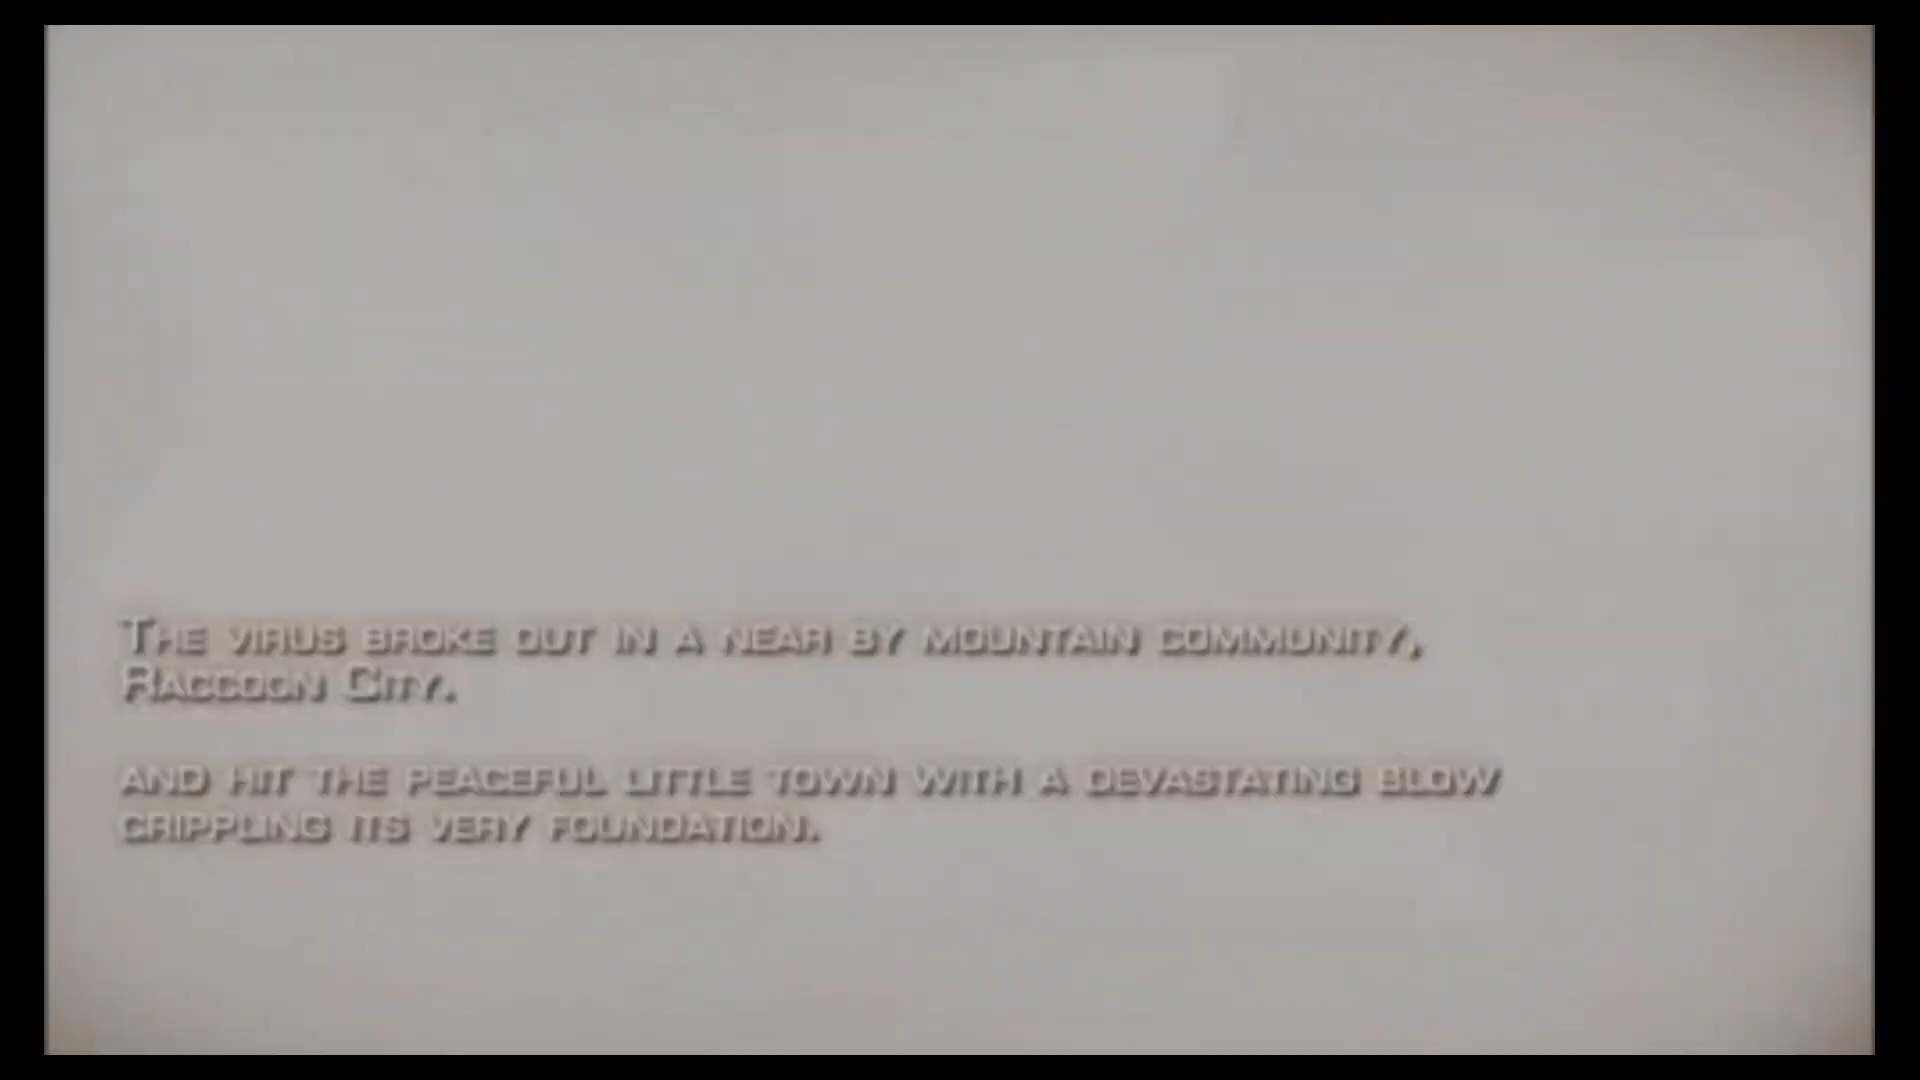 The virus broke out in a near by mountain community,
Raccoon City.
and hit the peaceful little town with a devastating blow
crippling its very foundation.